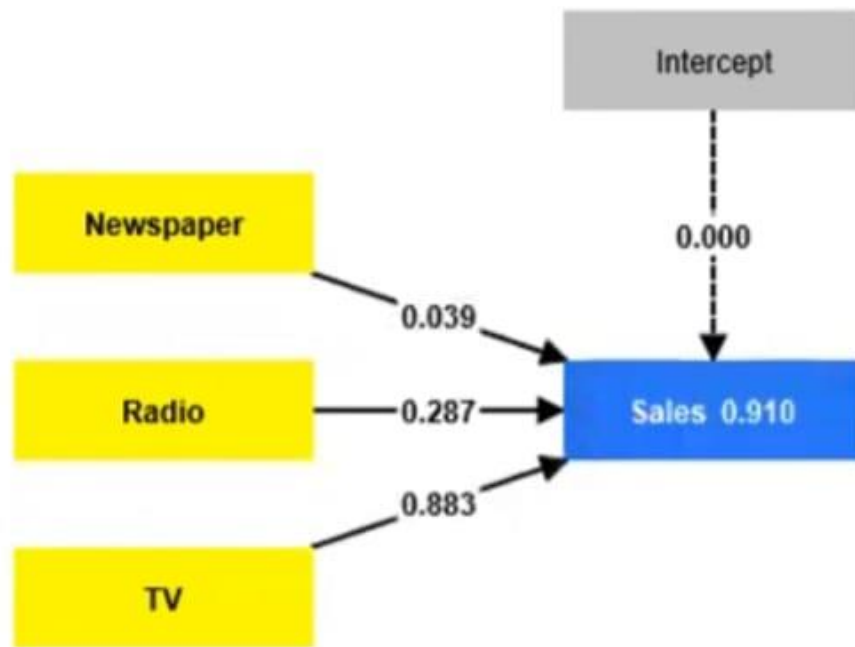 Intercept
Newspaper
0.000
0.039
Radio
0.287
Sales 0.910
0.883
TV